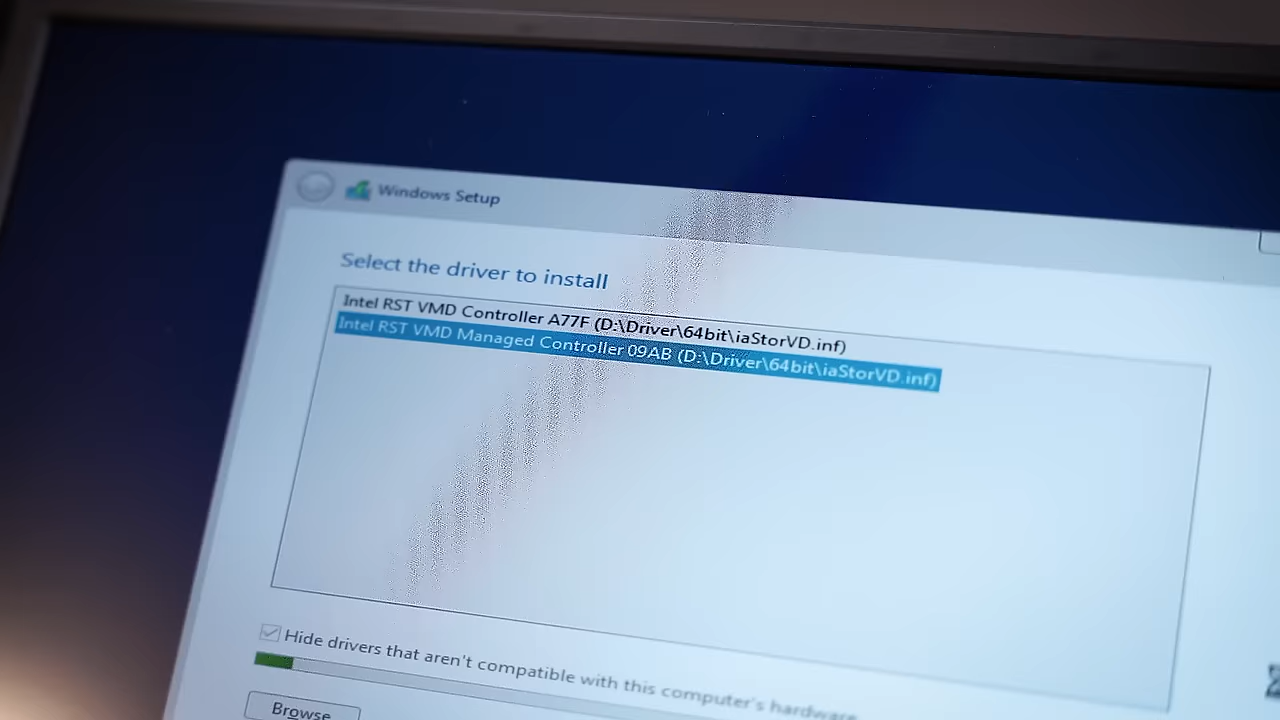 Windows Setup
Select the driver to install
Intel RST VMD Controller A77F (D:\Driver\64bit\iaStorVD.inf)
Intel RST VMD Managed Controller 09AB (D:\Driver\64bit\iaStorVD.inf)
Hide drivers that aren't compatible with this computer's hardware
Browse